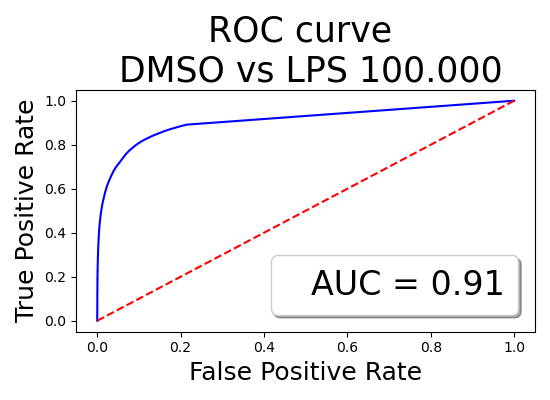 ROC curve
DMSO vs LPS 100.000
True Positive Rate
1.0
0.8
0.6
0.4
0.2
0.0
AUC = 0.91
0.0 0.2 0.4 0.6 0.8 1.0
False Positive Rate